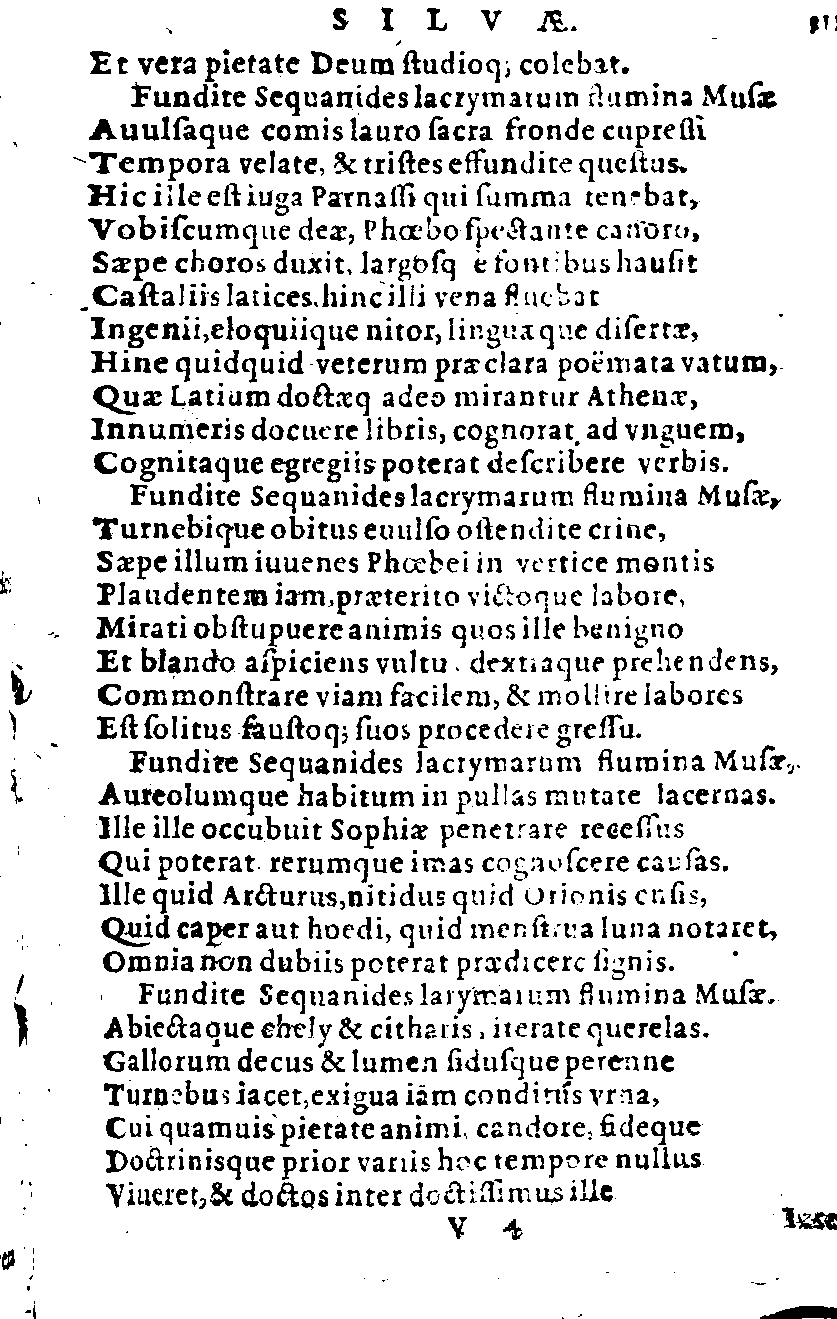 SILVÆ.
Et vera pietate Deum ſtudioq; colebat.
Fundite Sequanides lacrymarum flumina Muſæ
Auulſaque comis lauro ſacra fronde cupreſſi
Tempora velate, & triſtes effundite queſtus.
Hic ille eſt iuga Parnaſſi qui ſumma tenebat,
Vobiſcumque deæ, Phœbo ſpectante canoro,
Sæpe choros duxit, largosq è fontibus hauſit
Caſtaliis latices, hinc illi vena fluebat
Ingenii, eloquiique nitor, linguaque diſertæ,
Hinc quidquid veterum præclara poëmata vatum,
Quæ Latium doctæq adeo mirantur Athenæ,
Innumeris docuere libris, cognorat ad vnguem,
Cognitaque egregiis poterat deſcribere verbis.
Fundite Sequanides lacrymarum flumina Muſæ,
Turnebique obitus euulſo oſtendite crine,
Sæpe illum iuuenes Phœbei in vertice montis
Plaudentem iam, præterito victoque labore,
Mirati obſtupuere animis quos ille benigno
Et blando aſpiciens vultu, dextraque prehendens,
Commonſtrare viam facilem, & mollire labores
Eſt ſolitus fauſtoq; ſuos procedere greſſu.
Fundite Sequanides lacrymarum flumina Muſæ,
Aureolumque habitum in pullas mutate lacernas.
Ille ille occubuit Sophiæ penetrare receſſus
Qui poterat rerumque imas cognoſcere cauſas.
Ille quid Arcturus, nitidus quid Orionis enſis,
Quid caper aut hoedi, quid menſtrua luna notaret,
Omnia non dubiis poterat prædicere ſignis.
Fundite Sequanides larymarum flumina Muſæ.
Abiectaque chely & citharis, iterate querelas.
Gallorum decus & lumen ſiduſque perenne
Turnebus iacet, exigua iam conditus vrna,
Cui quamuis pietate animi, candore, fideque
Doctrinisque prior variis hoc tempore nullus
Viueret, & doctos inter doctiſſimus ille
V 4